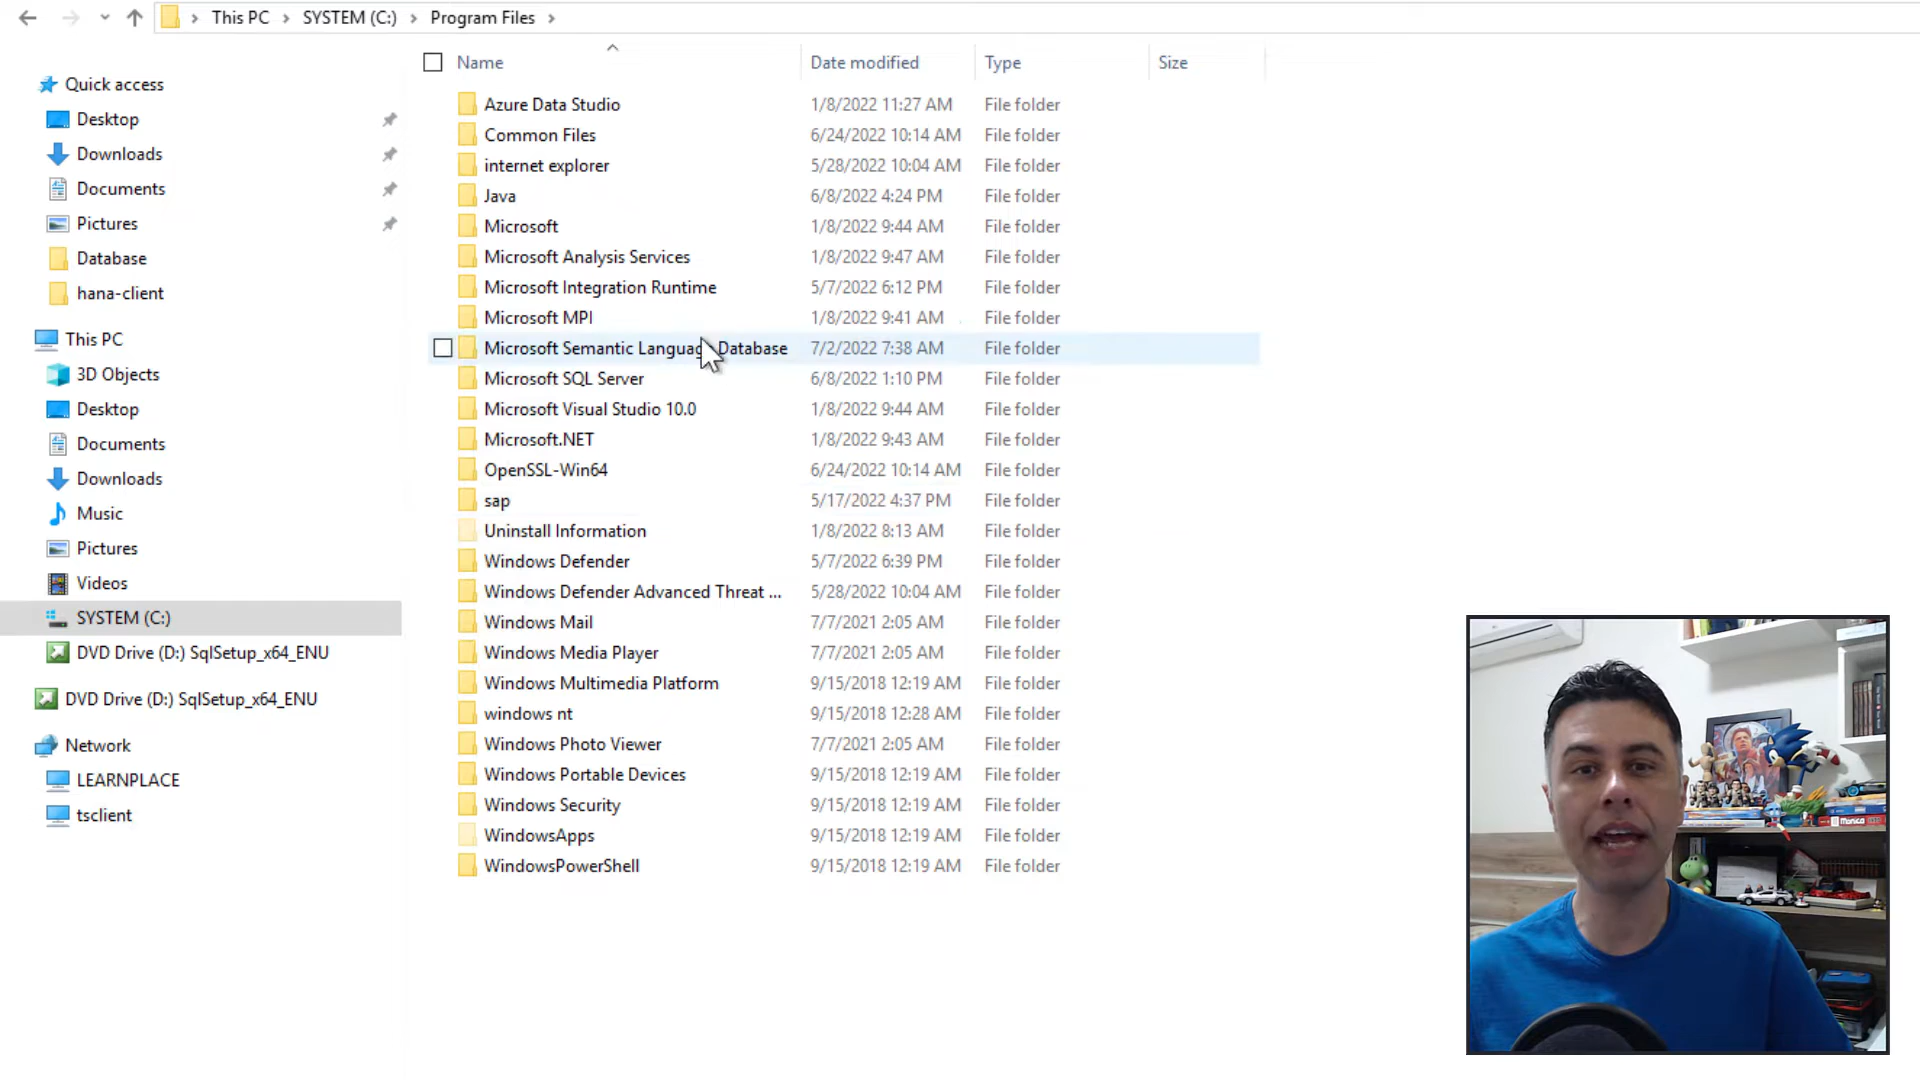 This PC > SYSTEM (C:) > Program Files >
Name Date modified Type Size
Quick access
Desktop
Downloads
Documents
Pictures
Database
hana-client
This PC
3D Objects
Desktop
Documents
Downloads
Music
Pictures
Videos
SYSTEM (C:)
DVD Drive (D:) SqlSetup_x64_ENU
DVD Drive (D:) SqlSetup_x64_ENU
Network
LEARNPLACE
tsclient
Azure Data Studio 1/8/2022 11:27 AM File folder
Common Files 6/24/2022 10:14 AM File folder
internet explorer 5/28/2022 10:04 AM File folder
Java 6/8/2022 4:24 PM File folder
Microsoft 1/8/2022 9:44 AM File folder
Microsoft Analysis Services 1/8/2022 9:47 AM File folder
Microsoft Integration Runtime 5/7/2022 6:12 PM File folder
Microsoft MPI 1/8/2022 9:41 AM File folder
Microsoft Semantic Language Database 7/2/2022 7:38 AM File folder
Microsoft SQL Server 6/8/2022 1:10 PM File folder
Microsoft Visual Studio 10.0 1/8/2022 9:44 AM File folder
Microsoft.NET 1/8/2022 9:43 AM File folder
OpenSSL-Win64 6/24/2022 10:14 AM File folder
sap 5/17/2022 4:37 PM File folder
Uninstall Information 1/8/2022 8:13 AM File folder
Windows Defender 5/7/2022 6:39 PM File folder
Windows Defender Advanced Threat ... 5/28/2022 10:04 AM File folder
Windows Mail 7/7/2021 2:05 AM File folder
Windows Media Player 7/7/2021 2:05 AM File folder
Windows Multimedia Platform 9/15/2018 12:19 AM File folder
windows nt 9/15/2018 12:28 AM File folder
Windows Photo Viewer 7/7/2021 2:05 AM File folder
Windows Portable Devices 9/15/2018 12:19 AM File folder
Windows Security 9/15/2018 12:19 AM File folder
WindowsApps 9/15/2018 12:19 AM File folder
WindowsPowerShell 9/15/2018 12:19 AM File folder